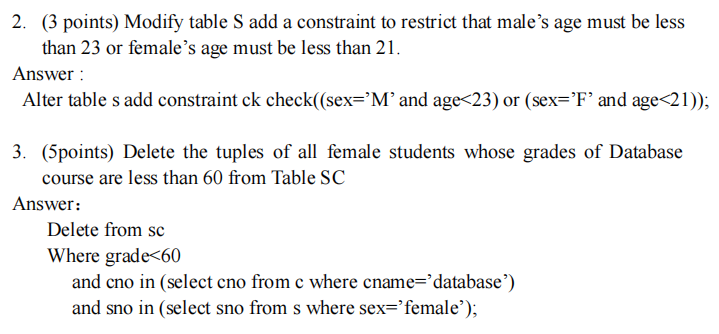 2. (3 points) Modify table S add a constraint to restrict that male’s age must be less
than 23 or female’s age must be less than 21.
Answer :
Alter table s add constraint ck check((sex=’M’ and age<23) or (sex=’F’ and age<21));
3. (5points) Delete the tuples of all female students whose grades of Database
course are less than 60 from Table SC
Answer：
Delete from sc
Where grade<60
and cno in (select cno from c where cname=’database’)
and sno in (select sno from s where sex=’female’);